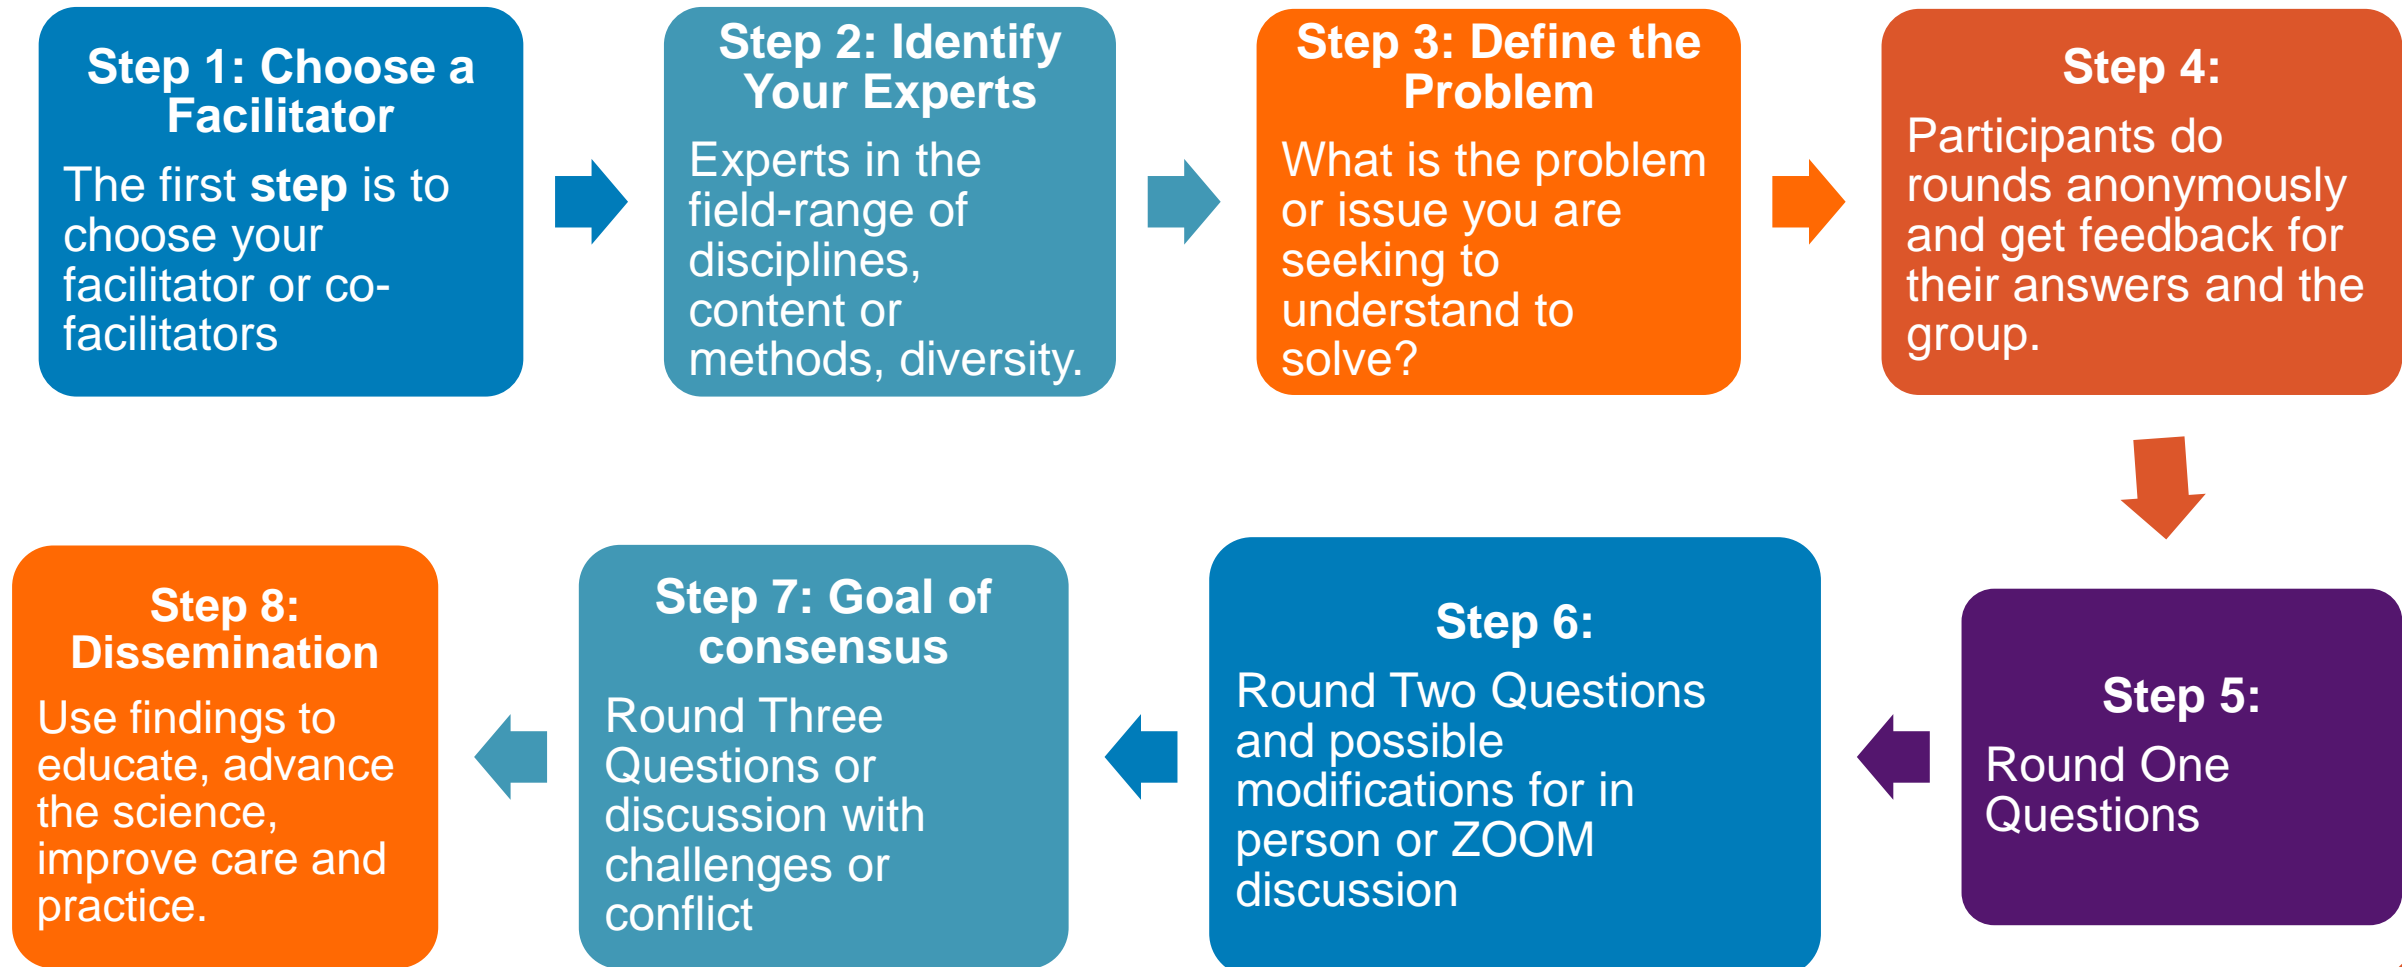 Step 1: Choose a
Facilitator
The first step is to
choose your
facilitator or co-
facilitators
Step 2: Identify
Your Experts
Experts in the
field-range of
disciplines,
content or
methods, diversity.
Step 3: Define the
Problem
What is the problem
or issue you are
seeking to
understand to
solve?
Step 4:
Participants do
rounds anonymously
and get feedback for
their answers and the
group.
Step 5:
Round One
Questions
Step 6:
Round Two Questions
and possible
modifications for in
person or ZOOM
discussion
Step 7: Goal of
consensus
Round Three
Questions or
discussion with
challenges or
conflict
Step 8:
Dissemination
Use findings to
educate, advance
the science,
improve care and
practice.